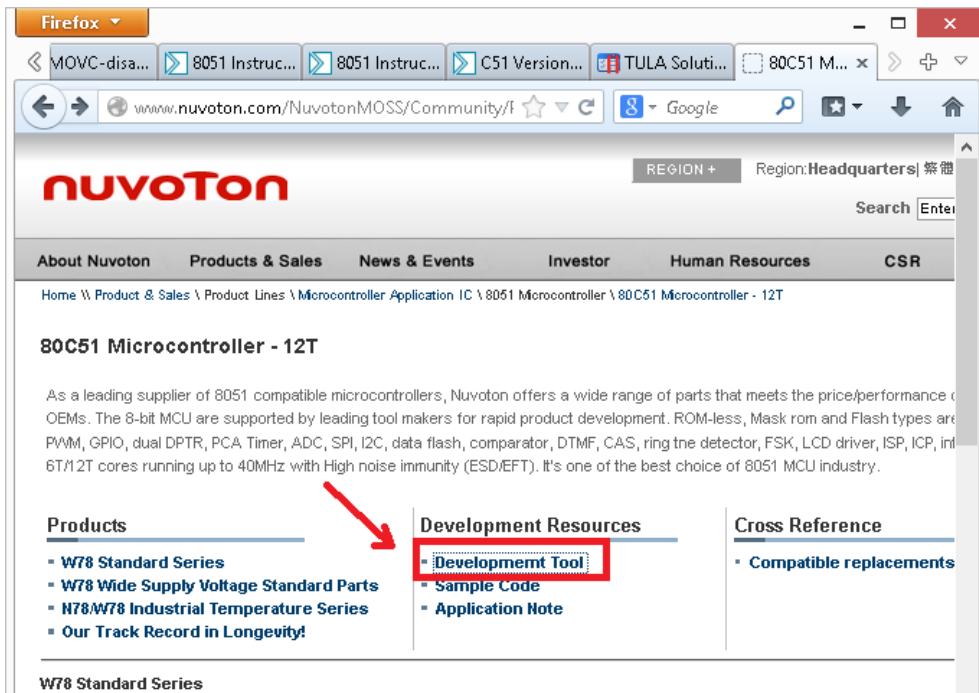 Firefox
MOVC-disa...
8051 Instruc...
8051 Instruc...
C51 Version...
TULA Soluti...
80C51 M...
www.nuvoton.com/NuvotonMOSS/Community/
Google
nuvoTon
REGION +
Region:Headquarters| 繁體
Search Enter
About Nuvoton Products & Sales News & Events Investor Human Resources CSR
Home \\ Product & Sales \ Product Lines \ Microcontroller Application IC \ 8051 Microcontroller \ 80C51 Microcontroller - 12T
80C51 Microcontroller - 12T
As a leading supplier of 8051 compatible microcontrollers, Nuvoton offers a wide range of parts that meets the price/performance
OEMs. The 8-bit MCU are supported by leading tool makers for rapid product development. ROM-less, Mask rom and Flash types are
PWM, GPIO, dual DPTR, PCA Timer, ADC, SPI, I2C, data flash, comparator, DTMF, CAS, ring tne detector, FSK, LCD driver, ISP, ICP,
6T/12T cores running up to 40MHz with High noise immunity (ESD/EFT). It's one of the best choice of 8051 MCU industry.
Products
W78 Standard Series
W78 Wide Supply Voltage Standard Parts
N78/W78 Industrial Temperature Series
Our Track Record in Longevity!
Development Resources
Developmemt Tool
Sample Code
Application Note
Cross Reference
Compatible replacements
W78 Standard Series